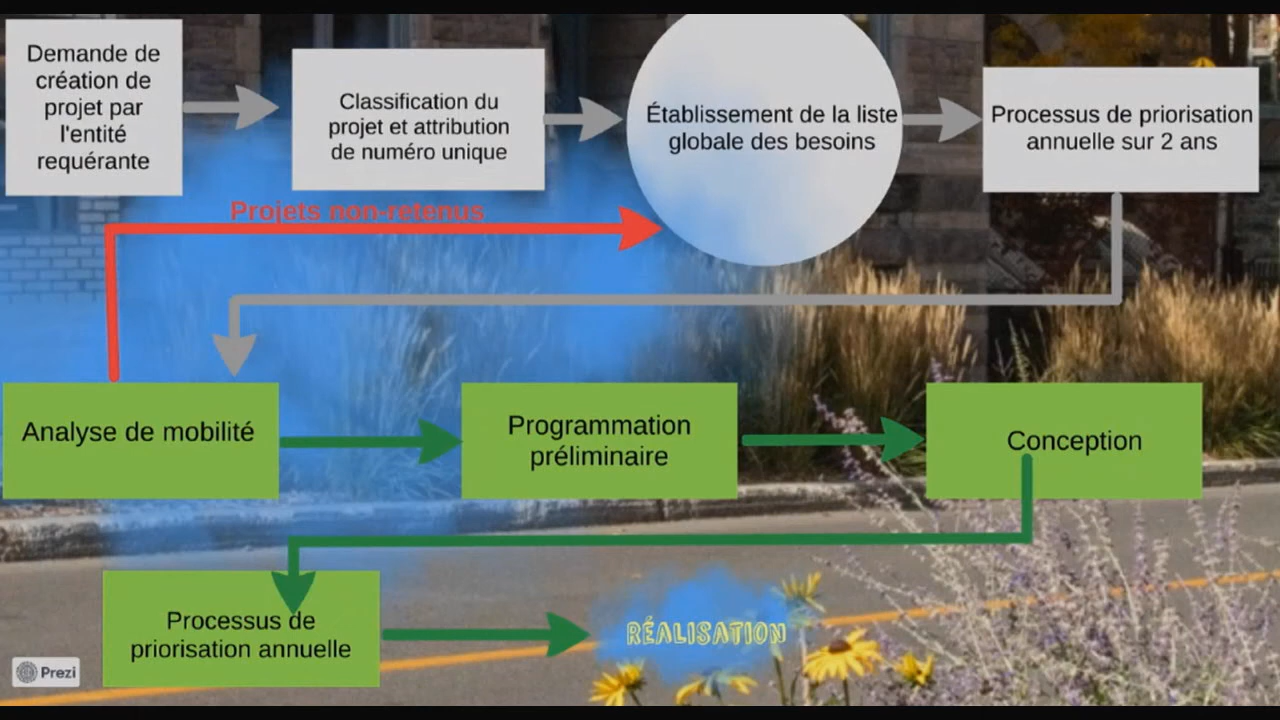 Demande de
création de
projet par
l'entité
requérante
Classification du
projet et attribution
de numéro unique
Établissement de la liste
globale des besoins
Processus de priorisation
annuelle sur 2 ans
Projets non-retenus
Analyse de mobilité
Programmation
préliminaire
Conception
Processus de
priorisation annuelle
RÉALISATION
Prezi